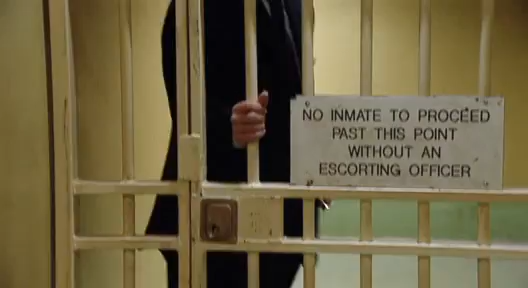 NO INMATE TO PROCEED
PAST THIS POINT
WITHOUT AN
ESCORTING OFFICER